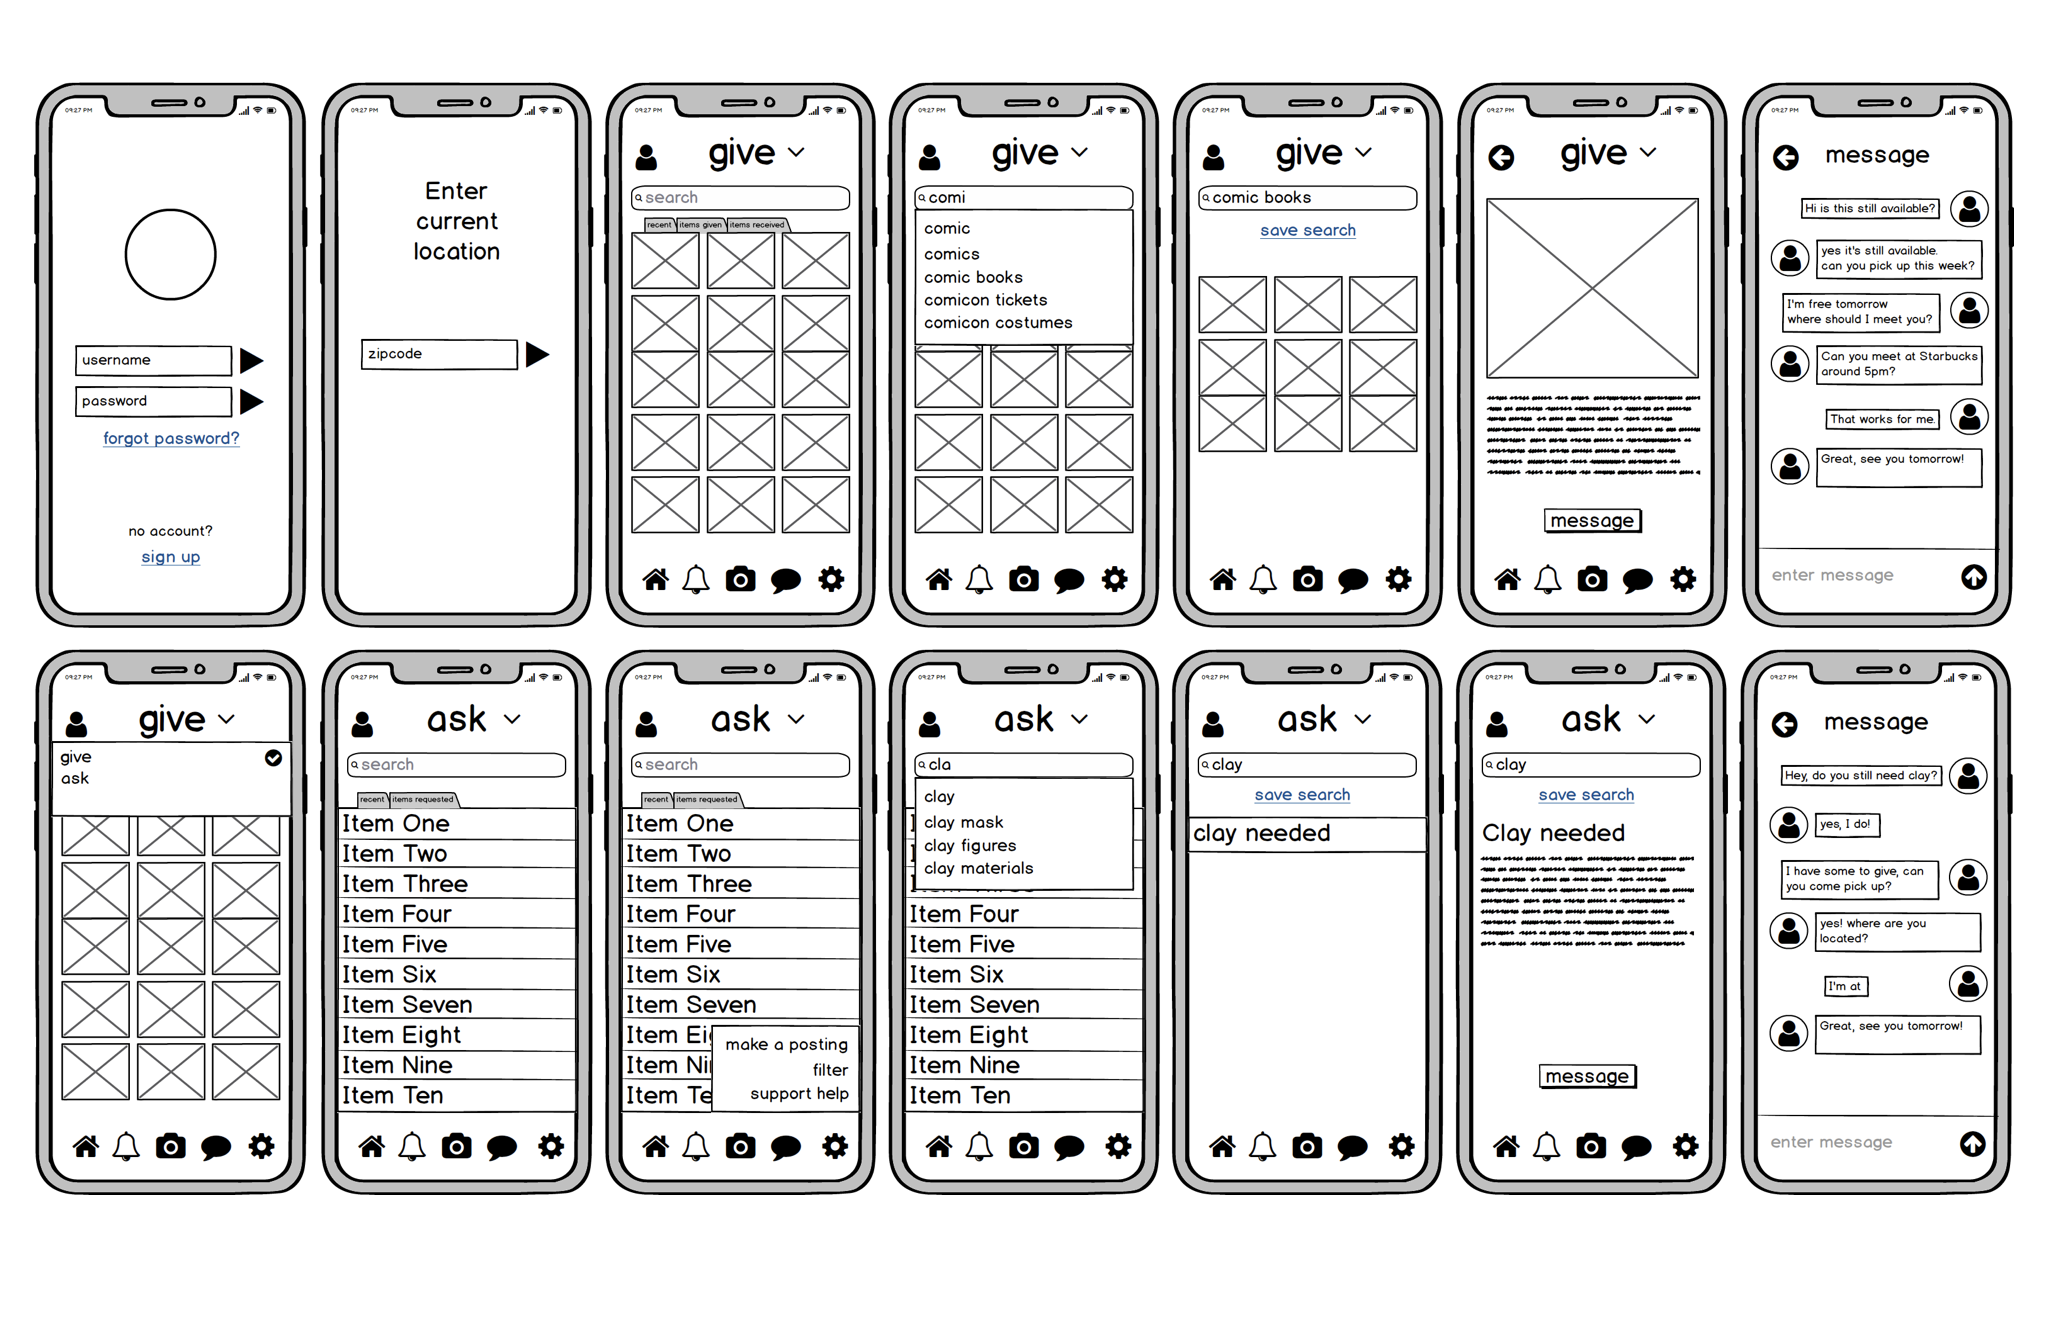 09:27 PM
username
password
forgot password?
no account?
sign up
09:27 PM
Enter
current
location
zipcode
09:27 PM
give
search
recent
items given
items received
09:27 PM
give
comi
comic
comics
comic books
comicon tickets
comicon costumes
09:27 PM
give
comic books
save search
09:27 PM
give
message
09:27 PM
message
Hi is this still available?
yes it's still available.
can you pick up this week?
I'm free tomorrow
where should I meet you?
Can you meet at Starbucks
around 5pm?
That works for me.
Great, see you tomorrow!
enter message
09:27 PM
give
give
ask
09:27 PM
ask
search
recent
items requested
Item One
Item Two
Item Three
Item Four
Item Five
Item Six
Item Seven
Item Eight
Item Nine
Item Ten
09:27 PM
ask
search
recent
items requested
Item One
Item Two
Item Three
Item Four
Item Five
Item Six
Item Seven
Item Ei
make a posting
Item Ni
filter
Item Te
support help
09:27 PM
ask
cla
clay
clay mask
clay figures
clay materials
Item Four
Item Five
Item Six
Item Seven
Item Eight
Item Nine
Item Ten
09:27 PM
ask
clay
save search
clay needed
09:27 PM
ask
clay
save search
Clay needed
message
09:27 PM
message
Hey, do you still need clay?
yes, I do!
I have some to give, can
you come pick up?
yes! where are you
located?
I'm at
Great, see you tomorrow!
enter message